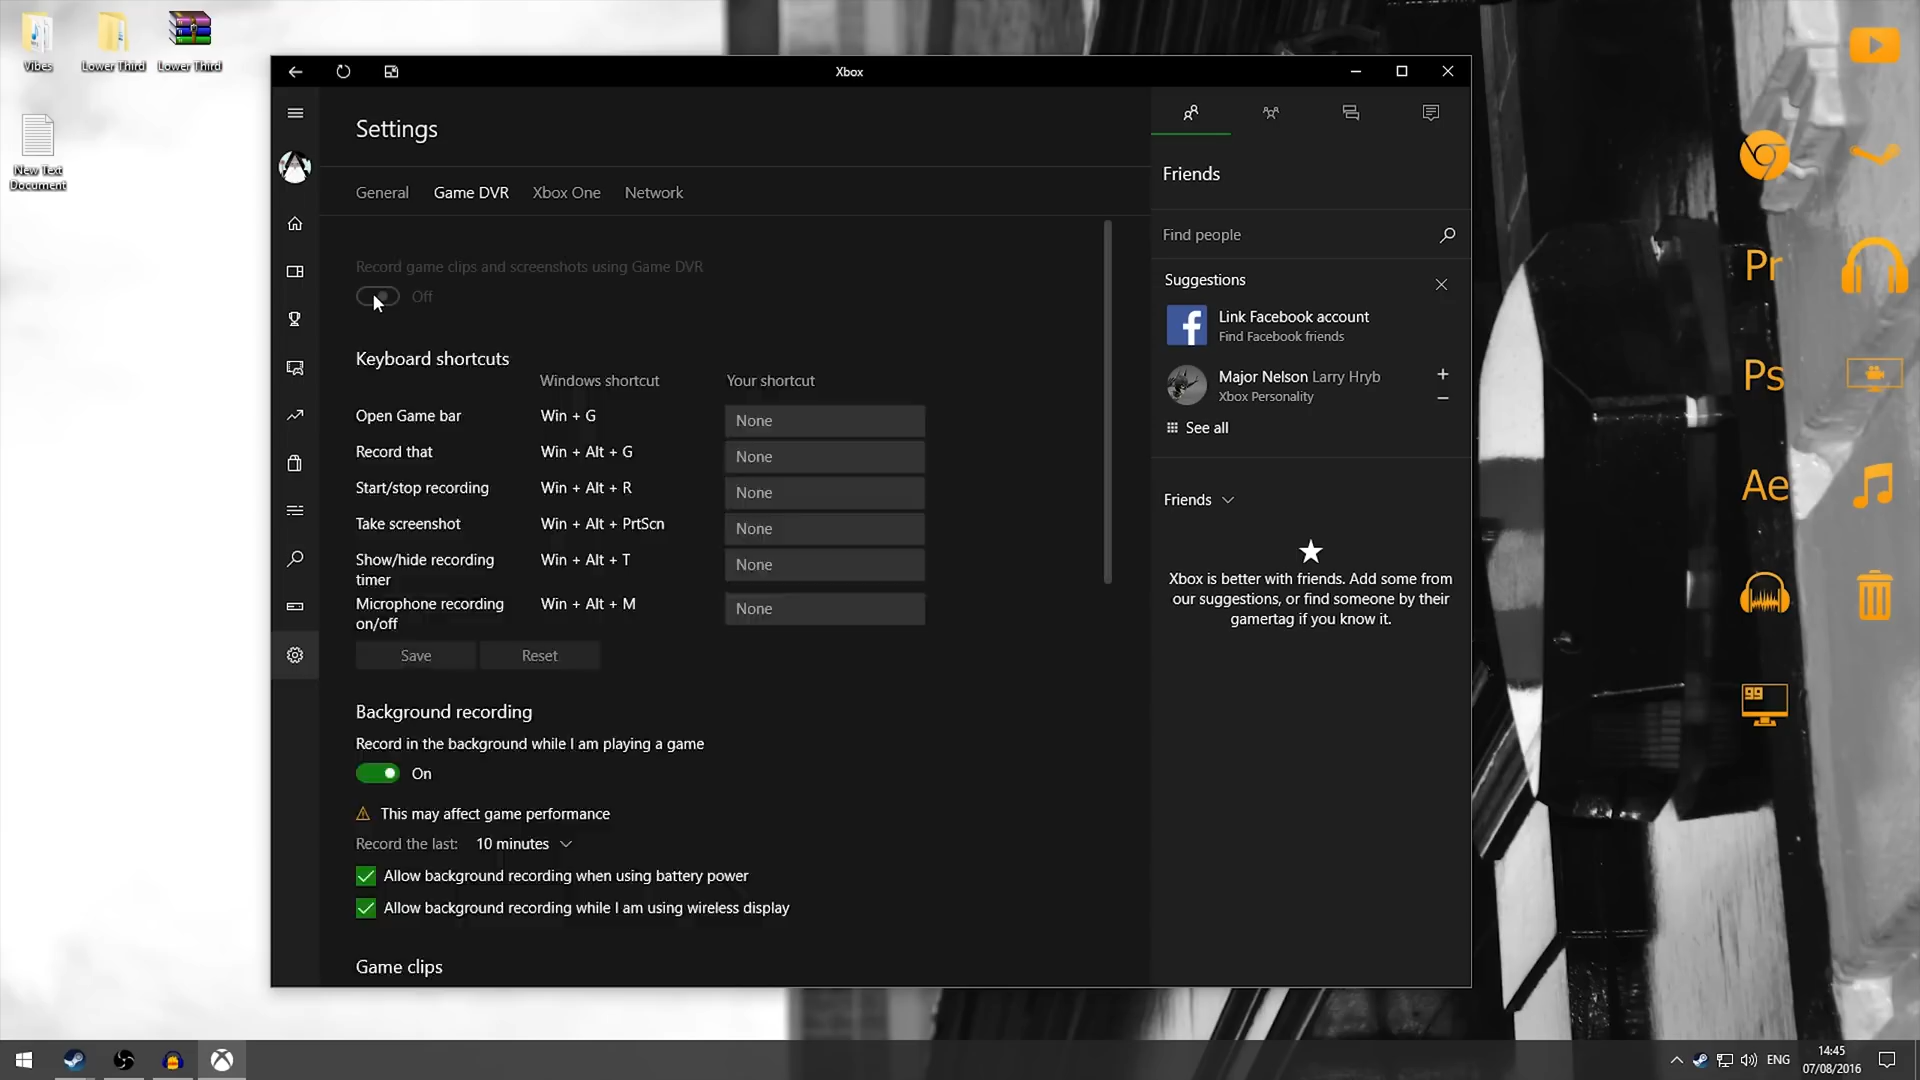 Vibes
Lower Third
Lower Third
New Text
Document
Xbox
Settings
General
Game DVR
Xbox One
Network
Record game clips and screenshots using Game DVR
Off
Keyboard shortcuts
Windows shortcut
Your shortcut
Open Game bar
Win + G
None
Record that
Win + Alt + G
None
Start/stop recording
Win + Alt + R
None
Take screenshot
Win + Alt + PrtScn
None
Show/hide recording
timer
Win + Alt + T
None
Microphone recording
on/off
Win + Alt + M
None
Save
Reset
Background recording
Record in the background while I am playing a game
On
This may affect game performance
Record the last:
10 minutes
Allow background recording when using battery power
Allow background recording while I am using wireless display
Game clips
Friends
Find people
Suggestions
Link Facebook account
Find Facebook friends
Major Nelson Larry Hryb
Xbox Personality
See all
Friends
Xbox is better with friends. Add some from
our suggestions, or find someone by their
gamertag if you know it.
Pr
Ps
Ae
99
ENG
14:45
07/08/2016